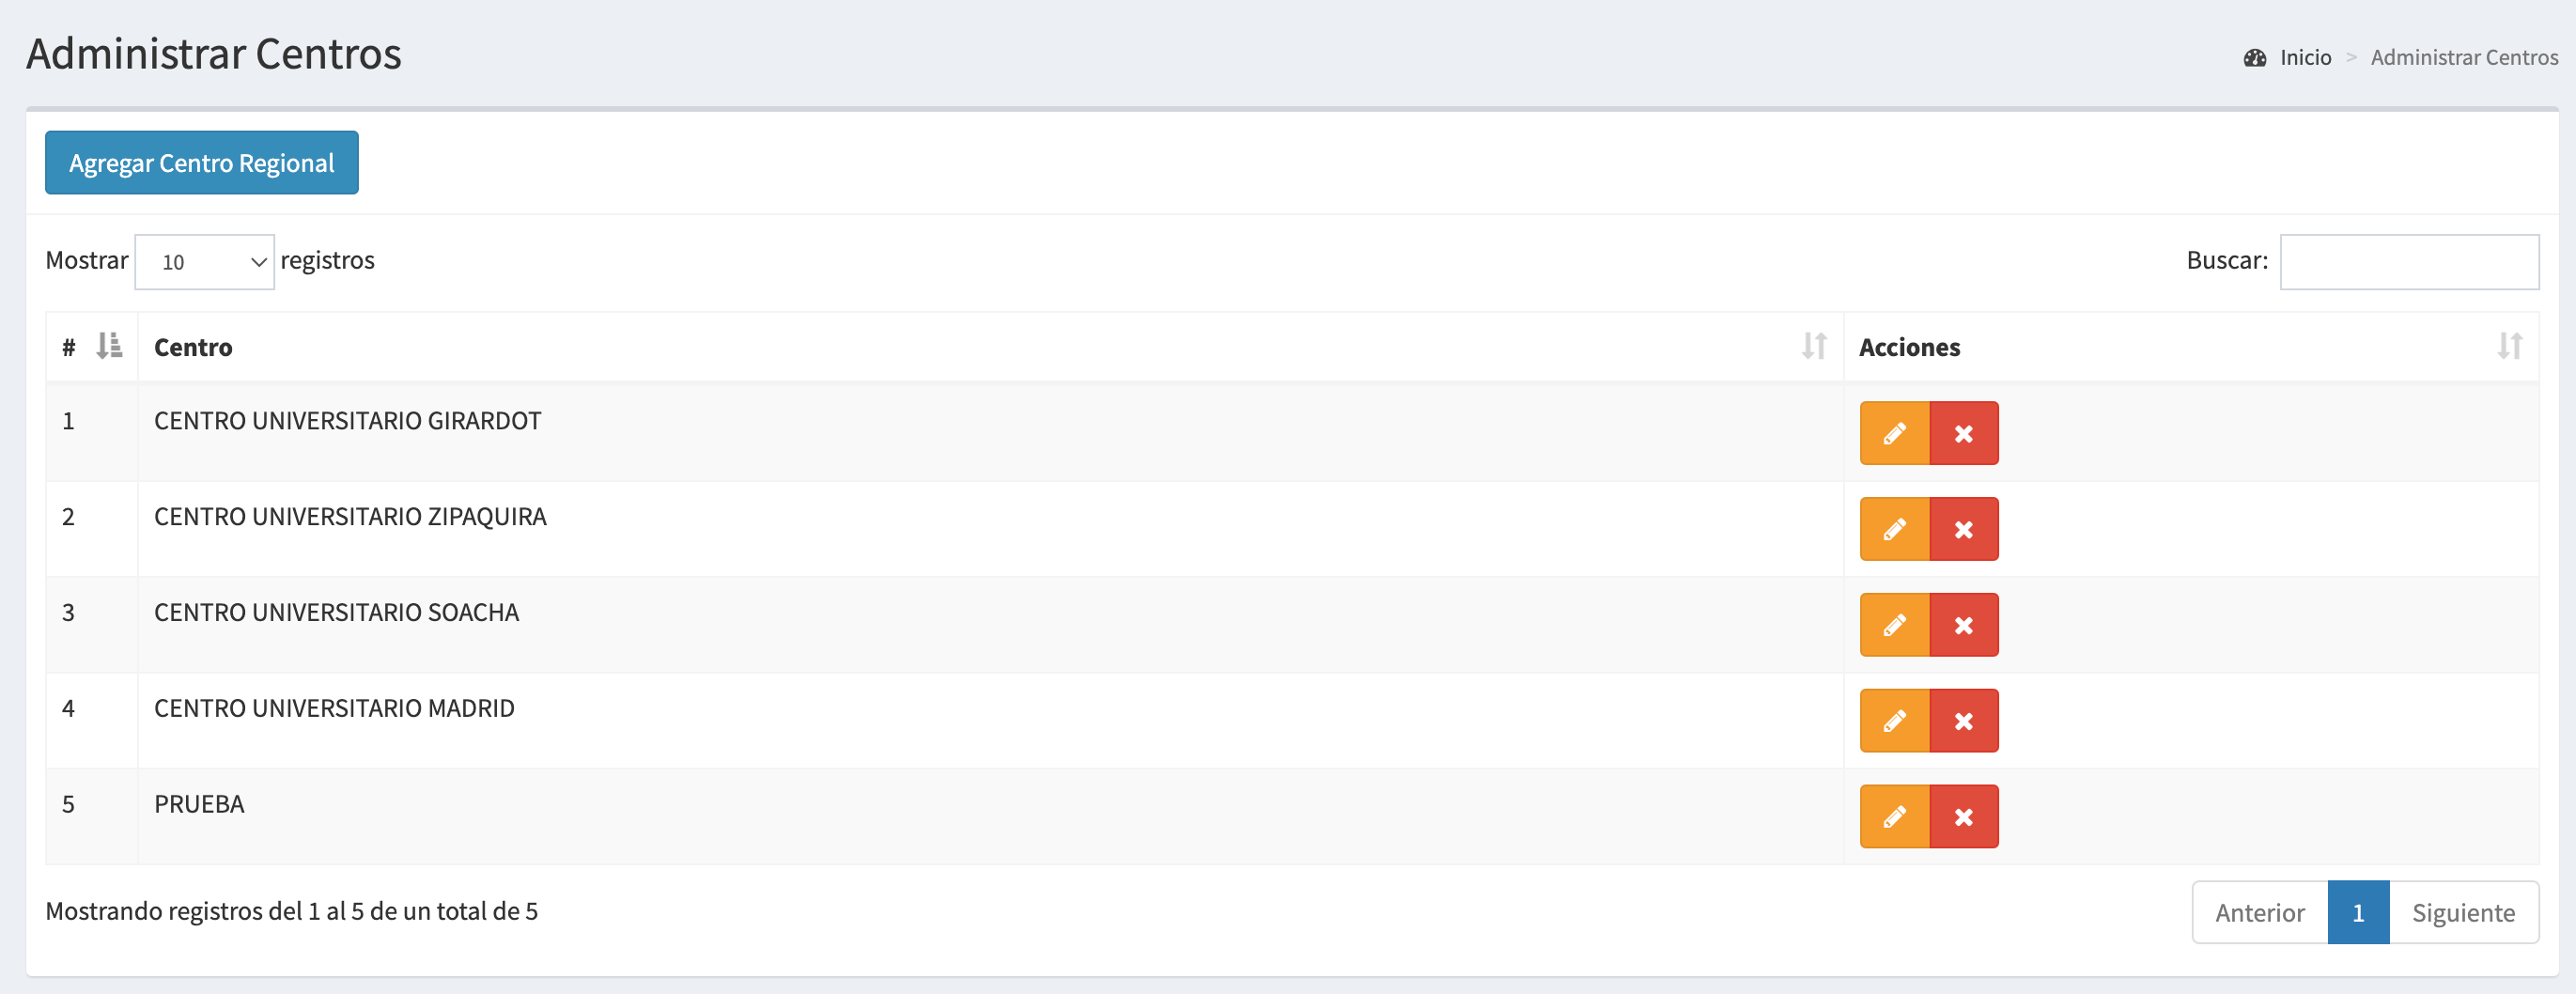 Administrar Centros
Inicio > Administrar Centros
Agregar Centro Regional
Mostrar 10 registros
Buscar:
# Centro Acciones
1 CENTRO UNIVERSITARIO GIRARDOT
2 CENTRO UNIVERSITARIO ZIPAQUIRA
3 CENTRO UNIVERSITARIO SOACHA
4 CENTRO UNIVERSITARIO MADRID
5 PRUEBA
Mostrando registros del 1 al 5 de un total de 5
Anterior 1 Siguiente